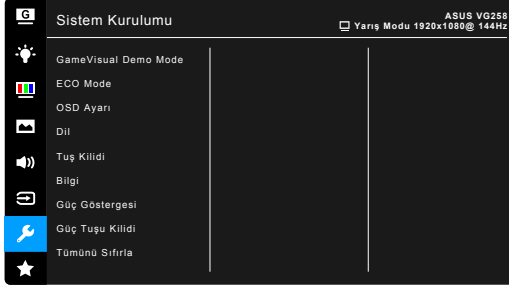 G
Sistem Kurulumu
ASUS VG258
Yarış Modu 1920x1080@ 144Hz
GameVisual Demo Mode
ECO Mode
OSD Ayarı
Dil
Tuş Kilidi
Bilgi
Güç Göstergesi
Güç Tuşu Kilidi
Tümünü Sıfırla